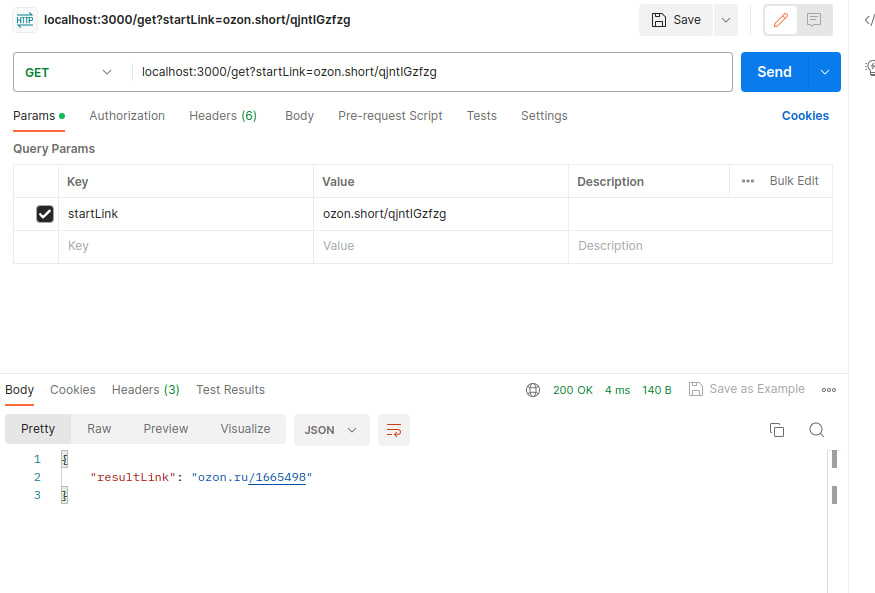 HTTP localhost:3000/get?startLink=ozon.short/qjntlGzfzg Save
GET localhost:3000/get?startLink=ozon.short/qjntlGzfzg Send
Params Authorization Headers (6) Body Pre-request Script Tests Settings Cookies
Query Params
Key Value Description Bulk Edit
startLink ozon.short/qjntlGzfzg
Key Value Description
Body Cookies Headers (3) Test Results 200 OK 4 ms 140 B Save as Example
Pretty Raw Preview Visualize JSON
1 {
2 "resultLink": "ozon.ru/1665498"
3 }